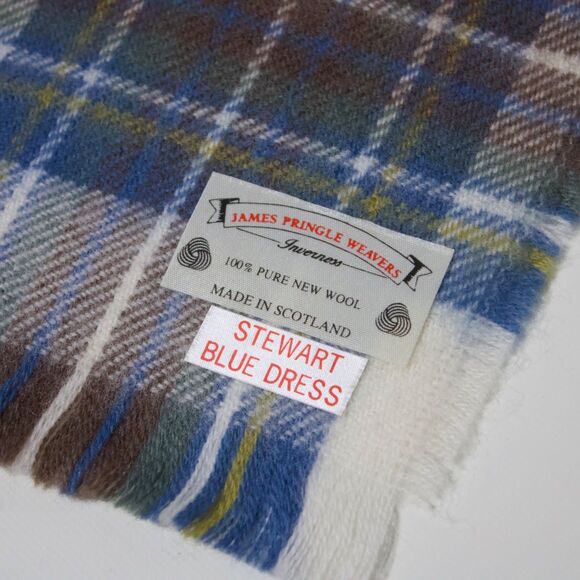 JAMES PRINGLE WEAVERS
Inverness
100% PURE NEW WOOL
MADE IN SCOTLAND
STEWART
BLUE DRESS